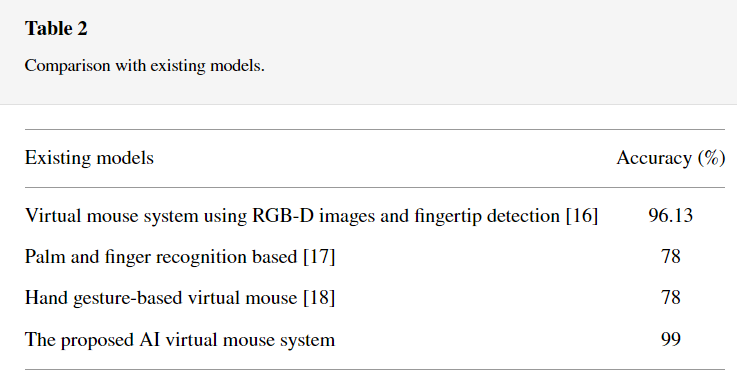 Table 2
Comparison with existing models.
Existing models Accuracy (%)
Virtual mouse system using RGB-D images and fingertip detection [16] 96.13
Palm and finger recognition based [17] 78
Hand gesture-based virtual mouse [18] 78
The proposed AI virtual mouse system 99